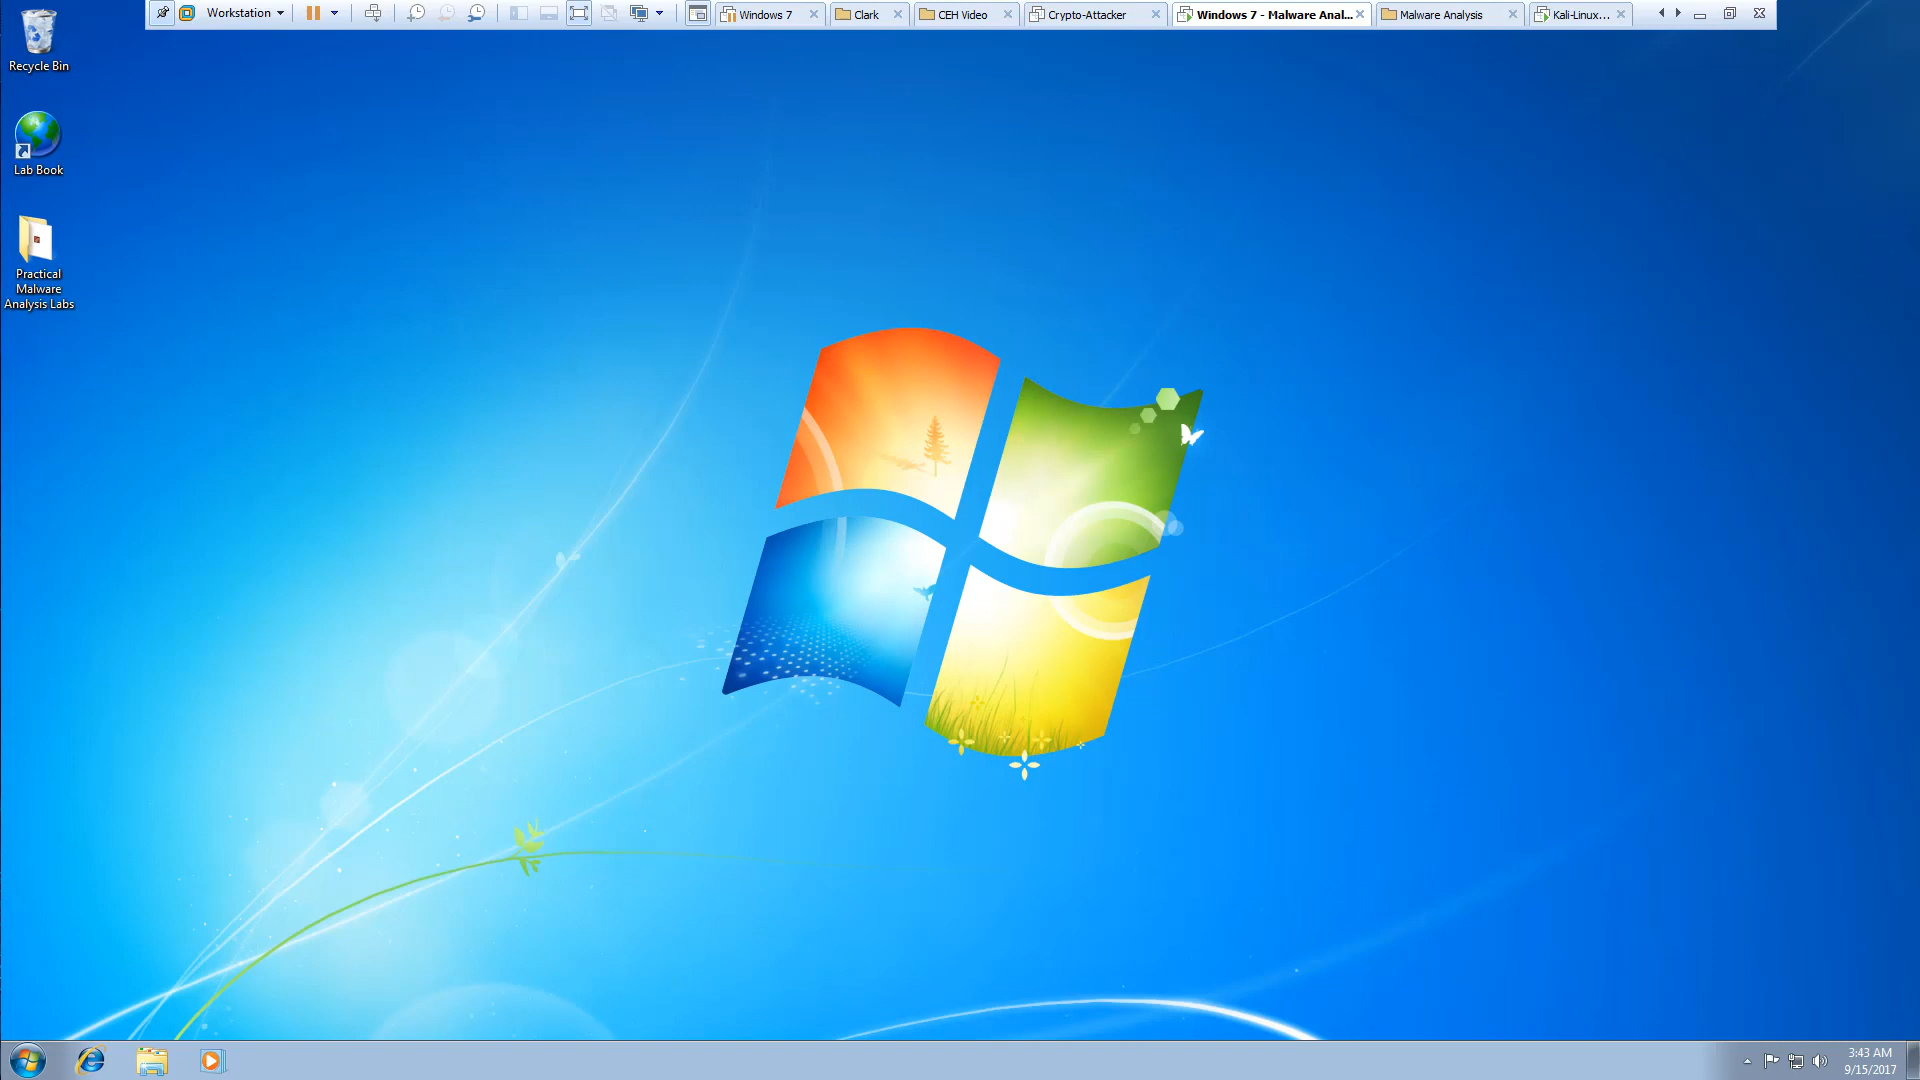 Workstation
Windows 7
Clark
CEH Video
Crypto-Attacker
Windows 7 - Malware Anal...
Malware Analysis
Kali-Linux...
Recycle Bin
Lab Book
Practical
Malware
Analysis Labs
3:43 AM
9/15/2017